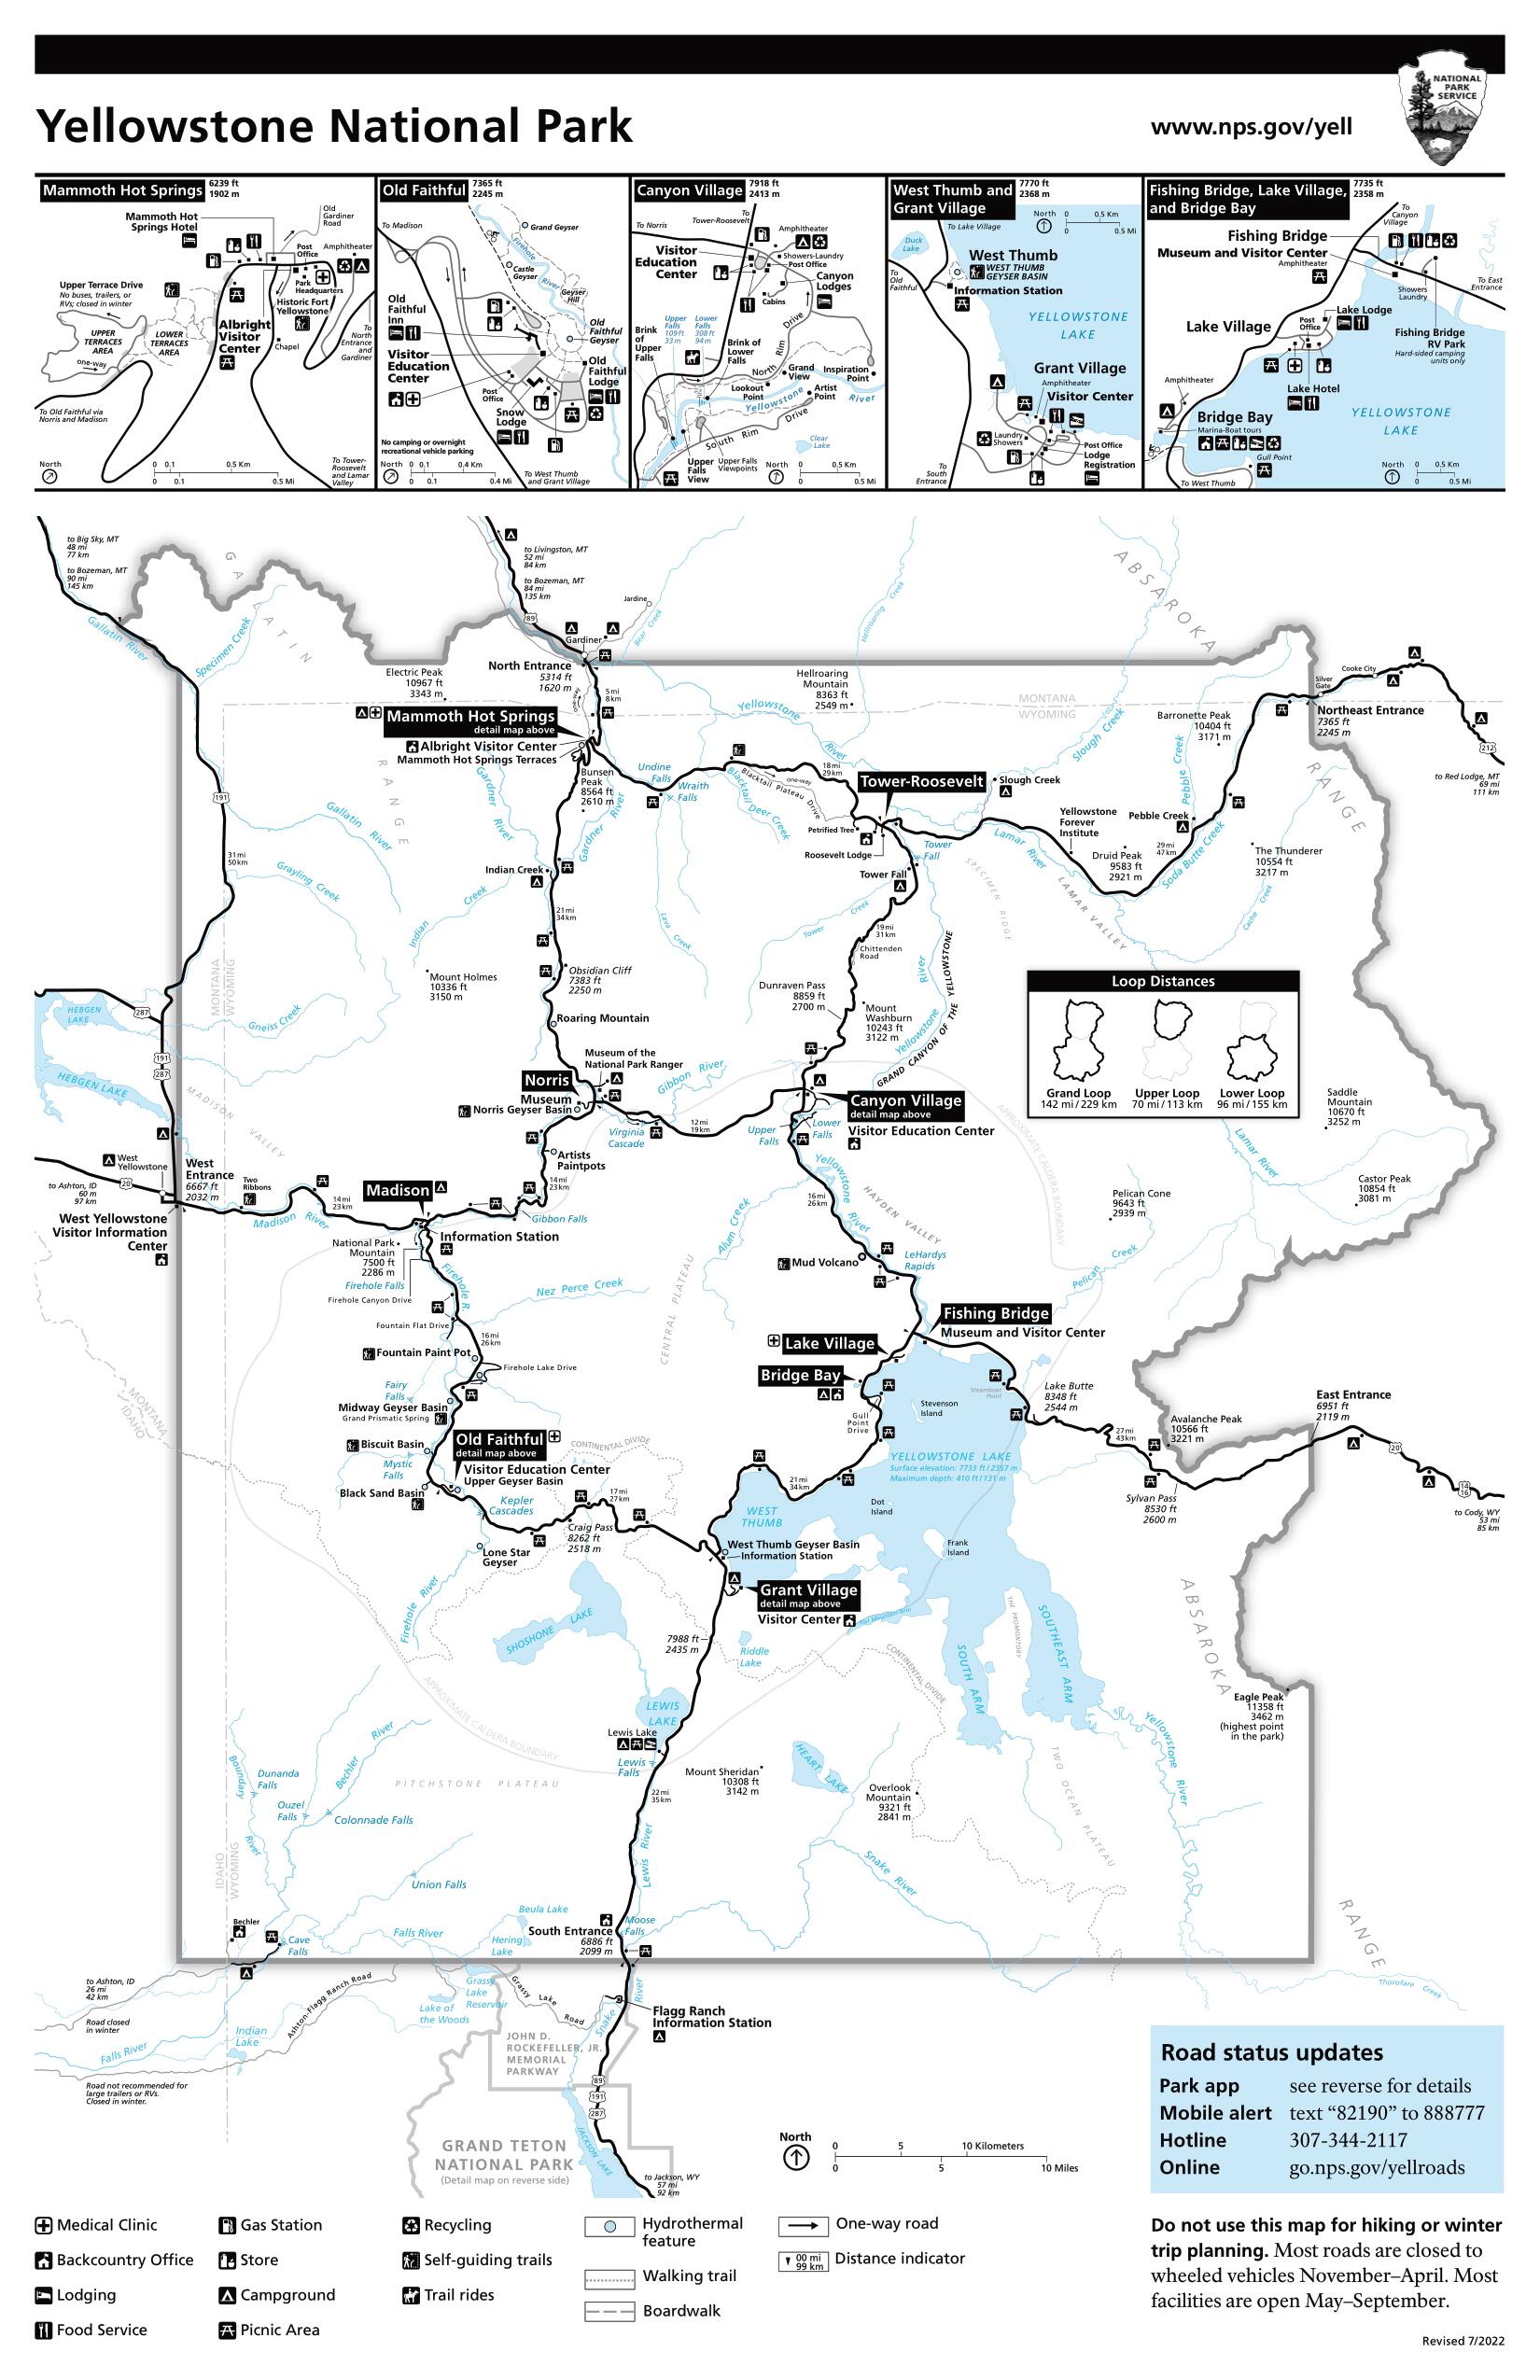 Yellowstone National Park
www.nps.gov/yell
NATIONAL
PARK
SERVICE
Mammoth Hot Springs
6239 ft
1902 m
Mammoth Hot
Springs Hotel
Old
Gardiner
Road
Post
Office
Amphitheater
Park
Headquarters
Upper Terrace Drive
No buses, trailers, or
RVs; closed in winter
Historic Fort
Yellowstone
UPPER
TERRACES
AREA
LOWER
TERRACES
AREA
Albright
Visitor
Center
Chapel
To
North
Entrance
and
Gardiner
one-way
To Old Faithful via
Norris and Madison
North
0 0.1 0.5 Km
0 0.1 0.5 Mi
To Tower-
Roosevelt
and Lamar
Valley
Old Faithful
7365 ft
2245 m
To Madison
Grand Geyser
Firehole
River
Castle
Geyser
Geyser
Hill
Old
Faithful
Inn
Old
Faithful
Geyser
Visitor
Education
Center
Old
Faithful
Lodge
Post
Office
Snow
Lodge
No camping or overnight
recreational vehicle parking
North
0 0.1 0.4 Km
0 0.1 0.4 Mi
To West Thumb
and Grant Village
Canyon Village
7918 ft
2413 m
To Norris
To
Tower-Roosevelt
Amphitheater
Visitor
Education
Center
Showers-Laundry
Post Office
Canyon
Lodges
Cabins
Upper
Falls
109 ft
33 m
Lower
Falls
308 ft
94 m
Brink
of
Upper
Falls
Brink of
Lower
Falls
North Rim Drive
Grand
View
Inspiration
Point
Lookout
Point
Artist
Point
Yellowstone River
South Rim Drive
Clear
Lake
Upper
Falls
View
Upper Falls
Viewpoints
North
0 0.5 Km
0 0.5 Mi
West Thumb and
Grant Village
7770 ft
2368 m
To Lake Village
North
0 0.5 Km
0 0.5 Mi
Duck
Lake
To
Old
Faithful
West Thumb
WEST THUMB
GEYSER BASIN
Information Station
YELLOWSTONE
LAKE
Grant Village
Amphitheater
Visitor Center
Laundry
Showers
Post Office
Lodge
Registration
To
South
Entrance
Fishing Bridge, Lake Village,
and Bridge Bay
7735 ft
2358 m
To
Canyon
Village
Fishing Bridge
Museum and Visitor Center
Amphitheater
Showers
Laundry
To East
Entrance
Lake Lodge
Post
Office
Lake Village
Fishing Bridge
RV Park
Hard-sided camping
units only
Amphitheater
Lake Hotel
Bridge Bay
Marina-Boat tours
YELLOWSTONE
LAKE
Gull Point
To West Thumb
North
0 0.5 Km
0 0.5 Mi
to Big Sky, MT
48 mi
77 km
to Bozeman, MT
90 mi
145 km
to Livingston, MT
52 mi
84 km
to Bozeman, MT
84 mi
135 km
89
Jardine
Gardiner
Bear Creek
Hellroaring Creek
ABSAROKA
RANGE
GALLATIN
RANGE
Gallatin River
Specimen Creek
Electric Peak
10967 ft
3343 m
North Entrance
5314 ft
1620 m
5 mi
8 km
one-way
Hellroaring
Mountain
8363 ft
2549 m
MONTANA
WYOMING
Cooke City
Silver
Gate
Northeast Entrance
7365 ft
2245 m
212
to Red Lodge, MT
69 mi
111 km
Mammoth Hot Springs
detail map above
Albright Visitor Center
Mammoth Hot Springs Terraces
Yellowstone
River
Barronette Peak
10404 ft
3171 m
Slough Creek
Pebble Creek
Bunsen
Peak
8564 ft
2610 m
Undine
Falls
Wraith
Falls
Blacktail Plateau Drive
one-way
Blacktail Deer Creek
18 mi
29 km
Tower-Roosevelt
Slough Creek
Petrified Tree
Roosevelt Lodge
Tower
Fall
Tower Fall
Yellowstone
Forever
Institute
Pebble Creek
Druid Peak
9583 ft
2921 m
29 mi
47 km
Soda Butte Creek
The Thunderer
10554 ft
3217 m
Lamar River
LAMAR VALLEY
SPECIMEN RIDGE
Cache Creek
191
Gallatin River
Gardner River
Gardner River
31 mi
50 km
Grayling Creek
Indian Creek
Indian Creek
21 mi
34 km
Lava Creek
Tower Creek
19 mi
31 km
Chittenden
Road
Mount Holmes
10336 ft
3150 m
Obsidian Cliff
7383 ft
2250 m
Roaring Mountain
Dunraven Pass
8859 ft
2700 m
Mount
Washburn
10243 ft
3122 m
Yellowstone River
GRAND CANYON OF THE YELLOWSTONE
Loop Distances
Grand Loop
142 mi / 229 km
Upper Loop
70 mi / 113 km
Lower Loop
96 mi / 155 km
MONTANA
WYOMING
HEBGEN
LAKE
287
191
287
HEBGEN LAKE
Gneiss Creek
MADISON
VALLEY
Museum of the
National Park Ranger
Norris
Museum
Norris Geyser Basin
Gibbon River
Virginia
Cascade
12 mi
19 km
Canyon Village
detail map above
Visitor Education Center
Upper
Falls
Lower
Falls
Saddle
Mountain
10670 ft
3252 m
APPROXIMATE CALDERA BOUNDARY
Lamar River
Castor Peak
10854 ft
3081 m
Artists
Paintpots
14 mi
23 km
West
Yellowstone
to Ashton, ID
60 m
97 km
20
West
Entrance
6667 ft
2032 m
Two
Ribbons
14 mi
23 km
Madison River
Madison
Gibbon Falls
Information Station
West Yellowstone
Visitor Information
Center
National Park
Mountain
7500 ft
2286 m
Firehole Falls
Firehole Canyon Drive
Firehole R.
Nez Perce Creek
Fountain Flat Drive
16 mi
26 km
Yellowstone River
16 mi
26 km
HAYDEN VALLEY
Alum Creek
CENTRAL PLATEAU
Pelican Cone
9643 ft
2939 m
Pelican Creek
Mud Volcano
LeHardys
Rapids
Fishing Bridge
Museum and Visitor Center
Lake Village
Bridge Bay
Fountain Paint Pot
Firehole Lake Drive
Fairy
Falls
Midway Geyser Basin
Grand Prismatic Spring
MONTANA
IDAHO
Biscuit Basin
Mystic
Falls
Old Faithful
detail map above
Visitor Education Center
Upper Geyser Basin
Black Sand Basin
CONTINENTAL DIVIDE
Kepler
Cascades
17 mi
27 km
Craig Pass
8262 ft
2518 m
Lone Star
Geyser
Gull
Point
Drive
Stevenson
Island
Steamboat
Point
Lake Butte
8348 ft
2544 m
27 mi
43 km
Avalanche Peak
10566 ft
3221 m
East Entrance
6951 ft
2119 m
20
14
16
Sylvan Pass
8530 ft
2600 m
to Cody, WY
53 mi
85 km
YELLOWSTONE LAKE
Surface elevation: 7733 ft / 2357 m
Maximum depth: 410 ft / 131 m
21 mi
34 km
WEST
THUMB
Dot
Island
Frank
Island
West Thumb Geyser Basin
Information Station
Grant Village
detail map above
Visitor Center
Firehole River
SHOSHONE LAKE
7988 ft
2435 m
Riddle
Lake
CONTINENTAL DIVIDE
SOUTH ARM
THE PROMONTORY
SOUTHEAST ARM
ABSAROKA
RANGE
Eagle Peak
11358 ft
3462 m
(highest point
in the park)
APPROXIMATE CALDERA BOUNDARY
LEWIS
LAKE
Lewis Lake
Lewis
Falls
Mount Sheridan
10308 ft
3142 m
HEART LAKE
Overlook
Mountain
9321 ft
2841 m
TWO OCEAN PLATEAU
Yellowstone River
Boundary
River
Dunanda
Falls
Ouzel
Falls
Bechler River
Colonnade Falls
PITCHSTONE PLATEAU
22 mi
35 km
Lewis River
Snake River
IDAHO
WYOMING
Union Falls
Bechler
Cave
Falls
Falls River
Beula Lake
Hering
Lake
South Entrance
6886 ft
2099 m
Moose
Falls
Thorofare Creek
to Ashton, ID
26 mi
42 km
Road closed
in winter
Falls River
Indian
Lake
Ashton-Flagg Ranch Road
Lake of
the Woods
Grassy
Lake
Reservoir
Grassy Lake Road
Snake River
Flagg Ranch
Information Station
Road not recommended for
large trailers or RVs.
Closed in winter.
JOHN D.
ROCKEFELLER, JR.
MEMORIAL
PARKWAY
89
191
287
GRAND TETON
NATIONAL PARK
(Detail map on reverse side)
JACKSON LAKE
to Jackson, WY
57 mi
92 km
North
0 5 10 Kilometers
0 5 10 Miles
Road status updates
Park app see reverse for details
Mobile alert text “82190” to 888777
Hotline 307-344-2117
Online go.nps.gov/yellroads
Medical Clinic
Backcountry Office
Lodging
Food Service
Gas Station
Store
Campground
Picnic Area
Recycling
Self-guiding trails
Trail rides
Hydrothermal
feature
Walking trail
Boardwalk
One-way road
00 mi
99 km
Distance indicator
Do not use this map for hiking or winter
trip planning. Most roads are closed to
wheeled vehicles November–April. Most
facilities are open May–September.
Revised 7/2022